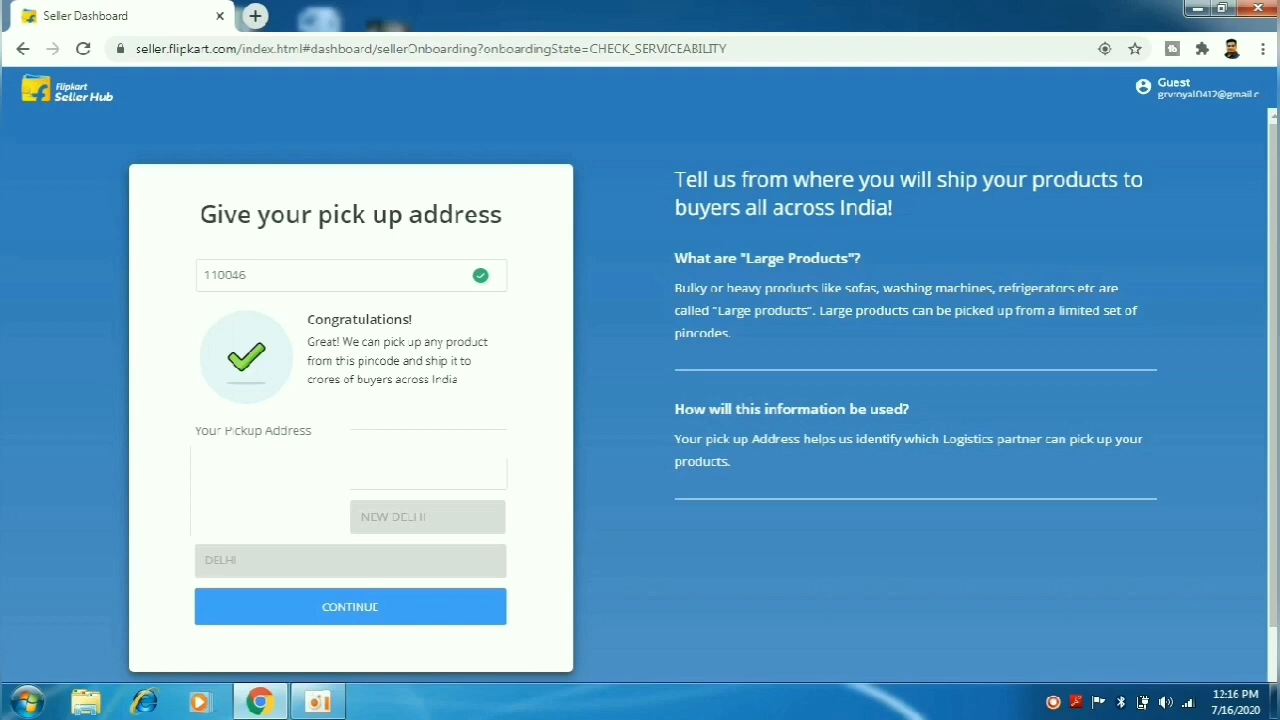 Seller Dashboard
seller.flipkart.com/index.html#dashboard/sellerOnboarding?onboardingState=CHECK_SERVICEABILITY
Flipkart
Seller Hub
Guest
grvroyal0412@gmail.c
Give your pick up address
110046
Congratulations!
Great! We can pick up any product
from this pincode and ship it to
crores of buyers across India
Your Pickup Address
NEW DELHI
DELHI
CONTINUE
Tell us from where you will ship your products to
buyers all across India!
What are "Large Products"?
Bulky or heavy products like sofas, washing machines, refrigerators etc are
called "Large products". Large products can be picked up from a limited set of
pincodes.
How will this information be used?
Your pick up Address helps us identify which Logistics partner can pick up your
products.
12:16 PM
7/16/2020